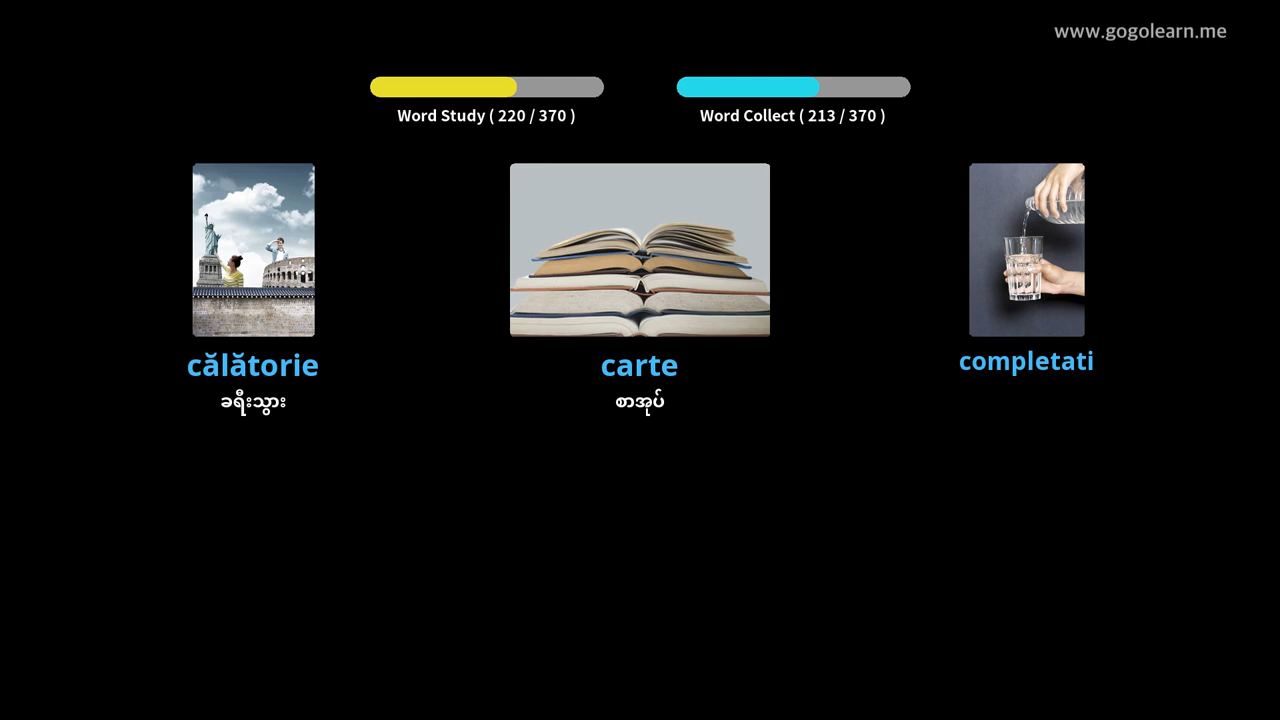 www.gogolearn.me
Word Study ( 220 / 370 )
Word Collect ( 213 / 370 )
călătorie
ခရီးသွား
carte
စာအုပ်
completati